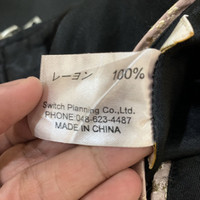 レーヨン 100%
Switch Planning Co.,Ltd.
PHONE 048-623-4487
MADE IN CHINA